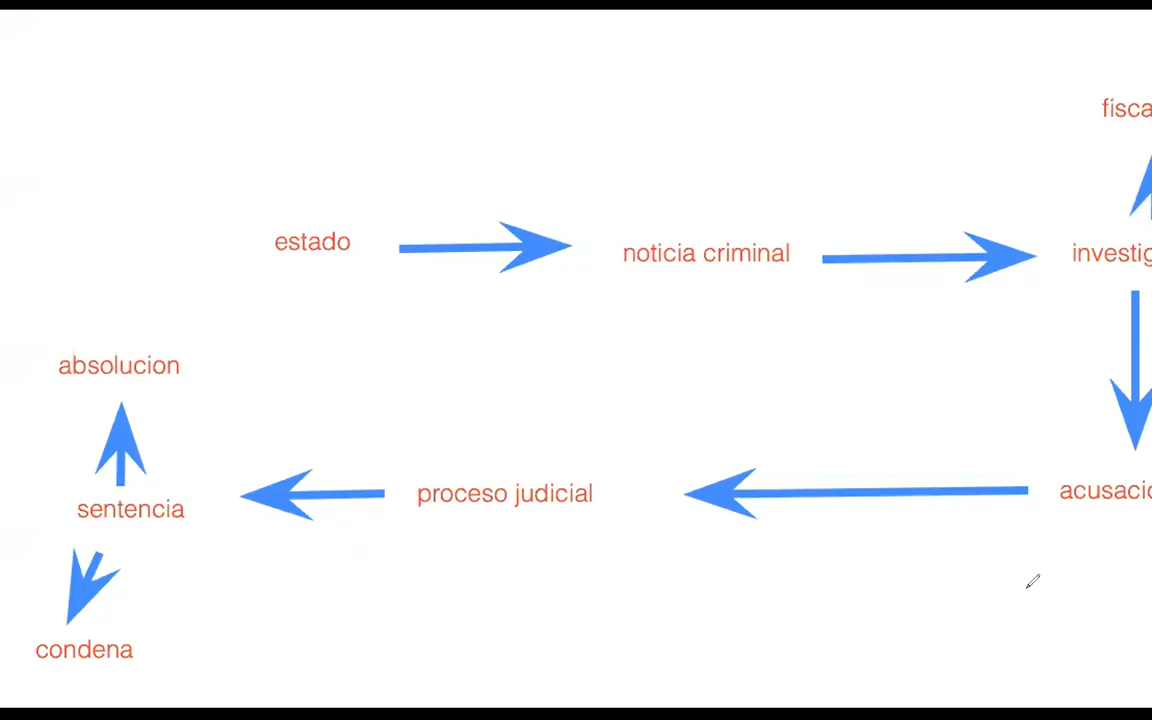 fisca
estado
noticia criminal
investig
absolucion
acusacio
proceso judicial
sentencia
condena